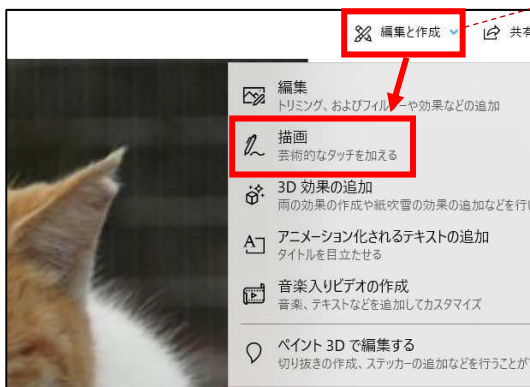 編集と作成 共有
編集
トリミング、およびフィルターや効果などの追加
描画
芸術的なタッチを加える
3D 効果の追加
雨の効果の作成や紙吹雪の効果の追加などを行い
アニメーション化されるテキストの追加
タイトルを目立たせる
音楽入りビデオの作成
音楽、テキストなどを追加してカスタマイズ
ペイント 3D で編集する
切り抜きの作成、ステッカーの追加などを行うことが